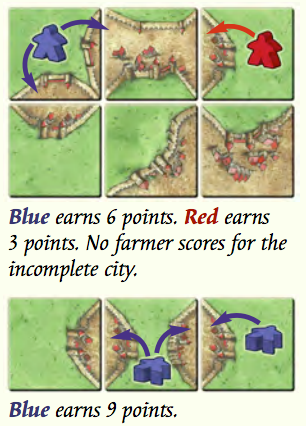 Blue earns 6 points. Red earns
3 points. No farmer scores for the
incomplete city.
Blue earns 9 points.